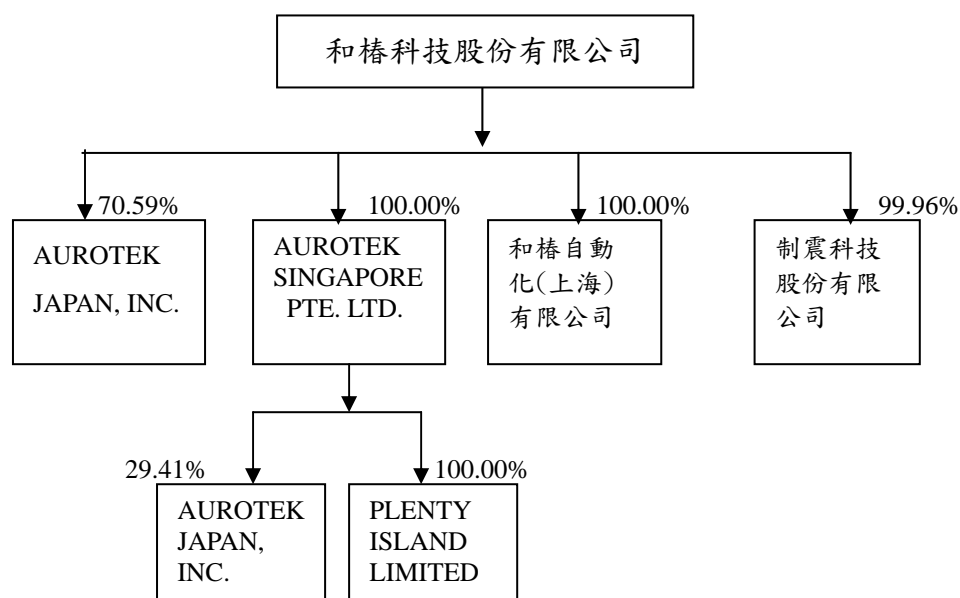 和椿科技股份有限公司
70.59%
100.00%
100.00%
99.96%
AUROTEK
JAPAN, INC.
AUROTEK
SINGAPORE
PTE. LTD.
和椿自動
化(上海)
有限公司
制震科技
股份有限
公司
29.41%
100.00%
AUROTEK
JAPAN,
INC.
PLENTY
ISLAND
LIMITED